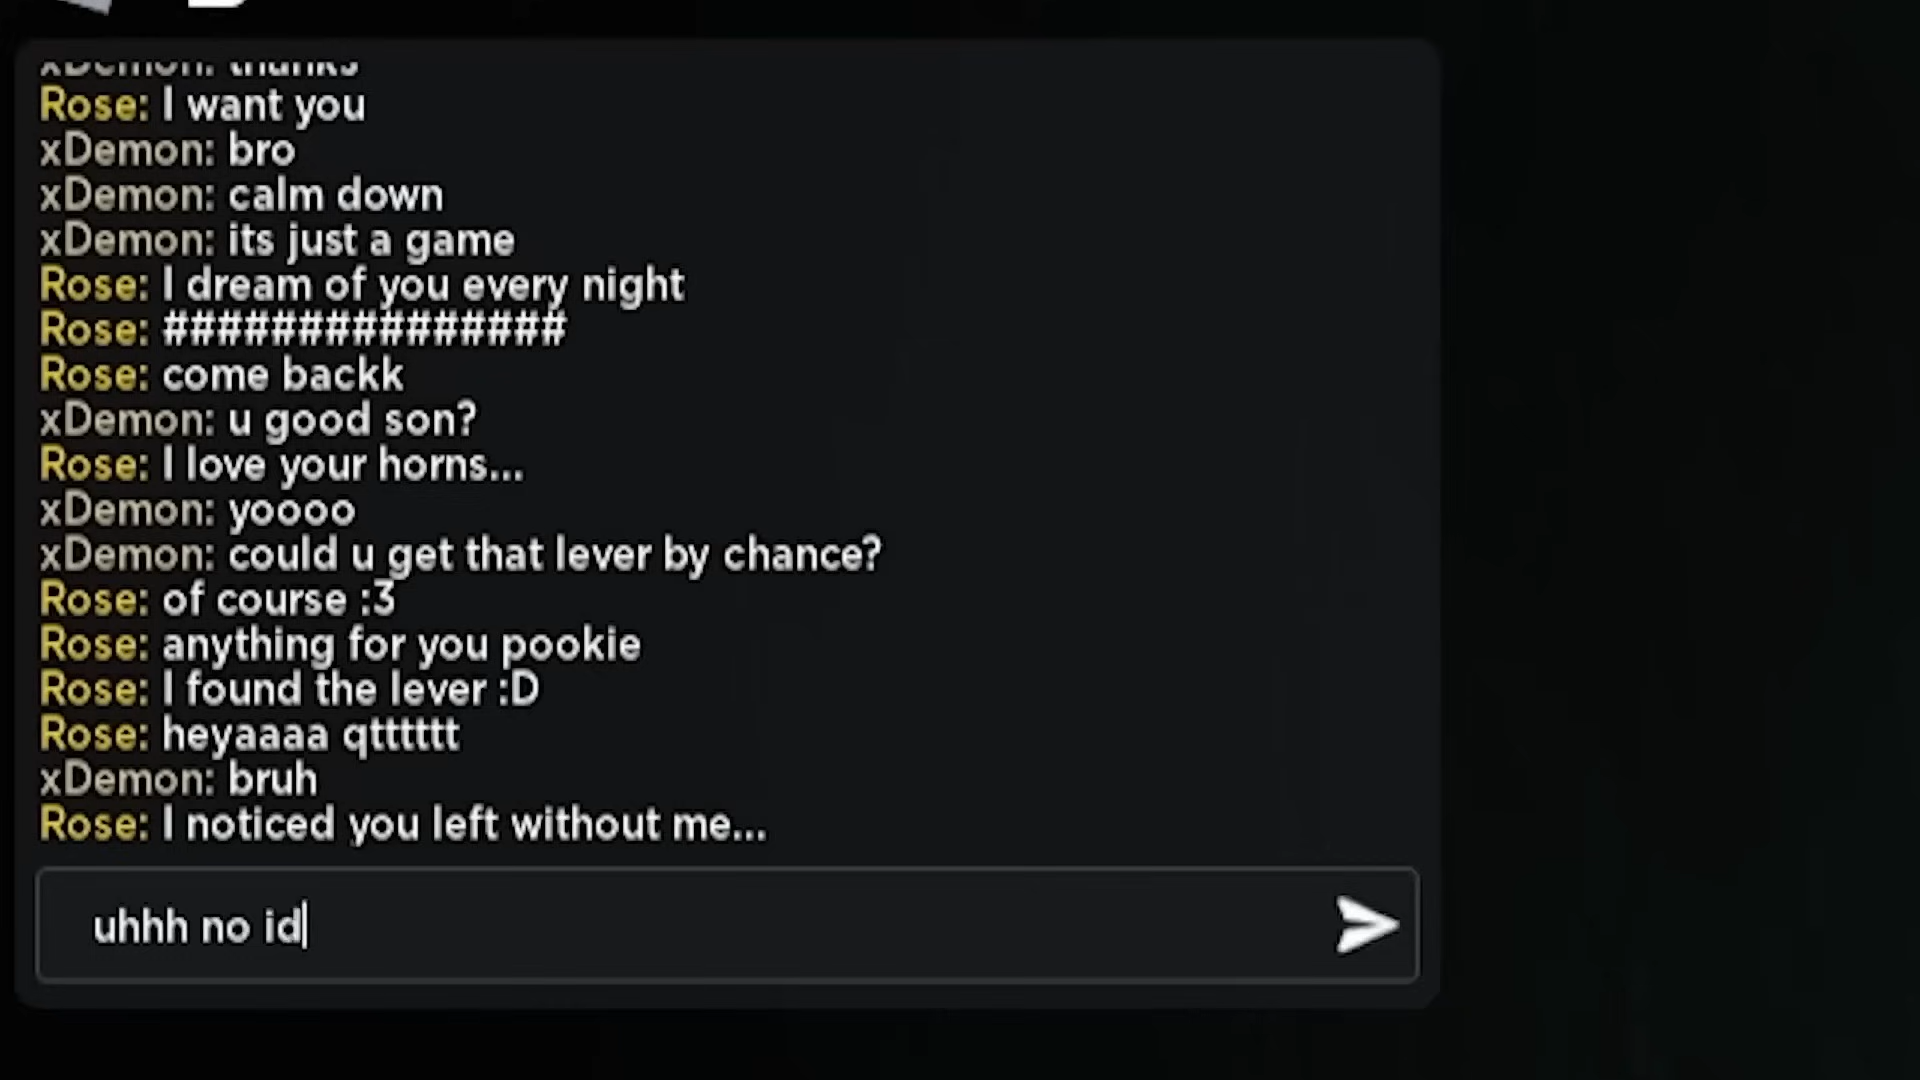 xDemon: thanks
Rose: I want you
xDemon: bro
xDemon: calm down
xDemon: its just a game
Rose: I dream of you every night
Rose: ###############
Rose: come backk
xDemon: u good son?
Rose: I love your horns...
xDemon: yoooo
xDemon: could u get that lever by chance?
Rose: of course :3
Rose: anything for you pookie
Rose: I found the lever :D
Rose: heyaaaa qtttttt
xDemon: bruh
Rose: I noticed you left without me...
uhhh no id